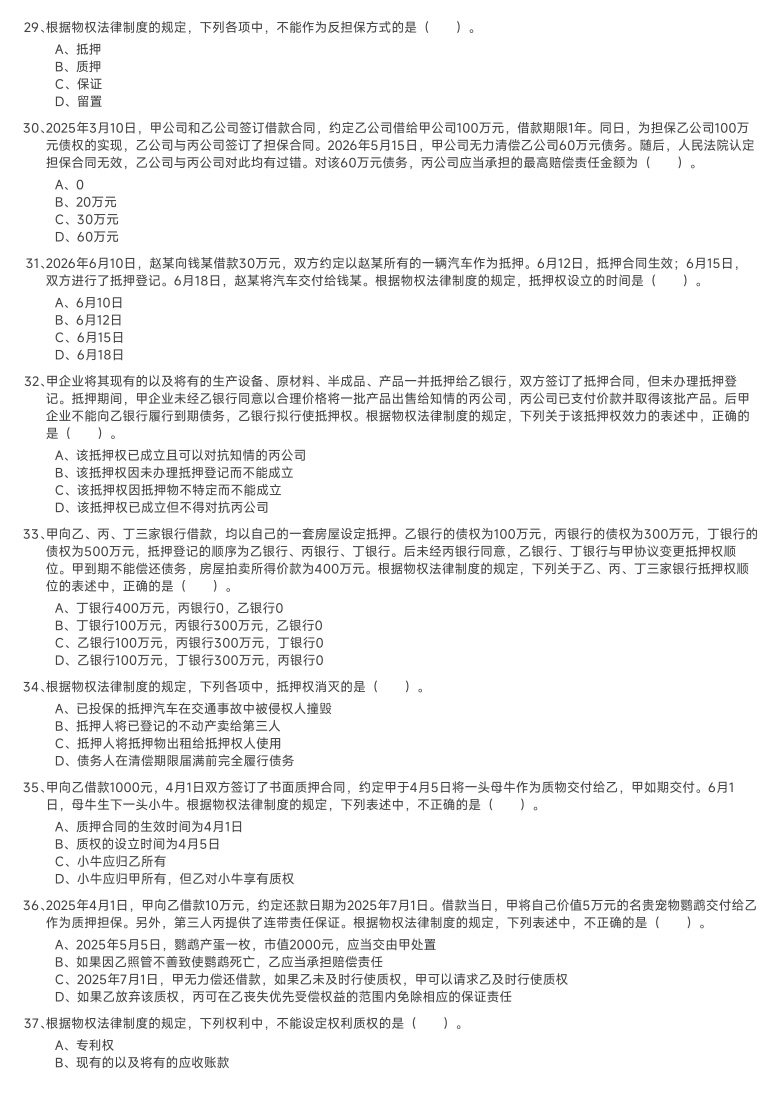 29、根据物权法律制度的规定，下列各项中，不能作为反担保方式的是（　　）。
A、抵押
B、质押
C、保证
D、留置
30、2025年3月10日，甲公司和乙公司签订借款合同，约定乙公司借给甲公司100万元，借款期限1年。同日，为担保乙公司100万
元债权的实现，乙公司与丙公司签订了担保合同。2026年5月15日，甲公司无力清偿乙公司60万元债务。随后，人民法院认定
担保合同无效，乙公司与丙公司对此均有过错。对该60万元债务，丙公司应当承担的最高赔偿责任金额为（　　）。
A、0
B、20万元
C、30万元
D、60万元
31、2026年6月10日，赵某向钱某借款30万元，双方约定以赵某所有的一辆汽车作为抵押。6月12日，抵押合同生效；6月15日，
双方进行了抵押登记。6月18日，赵某将汽车交付给钱某。根据物权法律制度的规定，抵押权设立的时间是（　　）。
A、6月10日
B、6月12日
C、6月15日
D、6月18日
32、甲企业将其现有的以及将有的生产设备、原材料、半成品、产品一并抵押给乙银行，双方签订了抵押合同，但未办理抵押登
记。抵押期间，甲企业未经乙银行同意以合理价格将一批产品出售给知情的丙公司，丙公司已支付价款并取得该批产品。后甲
企业不能向乙银行履行到期债务，乙银行拟行使抵押权。根据物权法律制度的规定，下列关于该抵押权效力的表述中，正确的
是（　　）。
A、该抵押权已成立且可以对抗知情的丙公司
B、该抵押权因未办理抵押登记而不能成立
C、该抵押权因抵押物不特定而不能成立
D、该抵押权已成立但不得对抗丙公司
33、甲向乙、丙、丁三家银行借款，均以自己的一套房屋设定抵押。乙银行的债权为100万元，丙银行的债权为300万元，丁银行的
债权为500万元，抵押登记的顺序为乙银行、丙银行、丁银行。后未经丙银行同意，乙银行、丁银行与甲协议变更抵押权顺
位。甲到期不能偿还债务，房屋拍卖所得价款为400万元。根据物权法律制度的规定，下列关于乙、丙、丁三家银行抵押权顺
位的表述中，正确的是（　　）。
A、丁银行400万元，丙银行0，乙银行0
B、丁银行100万元，丙银行300万元，乙银行0
C、乙银行100万元，丙银行300万元，丁银行0
D、乙银行100万元，丁银行300万元，丙银行0
34、根据物权法律制度的规定，下列各项中，抵押权消灭的是（　　）。
A、已投保的抵押汽车在交通事故中被侵权人撞毁
B、抵押人将已登记的不动产卖给第三人
C、抵押人将抵押物出租给抵押权人使用
D、债务人在清偿期限届满前完全履行债务
35、甲向乙借款1000元，4月1日双方签订了书面质押合同，约定甲于4月5日将一头母牛作为质物交付给乙，甲如期交付。6月1
日，母牛生下一头小牛。根据物权法律制度的规定，下列表述中，不正确的是（　　）。
A、质押合同的生效时间为4月1日
B、质权的设立时间为4月5日
C、小牛应归乙所有
D、小牛应归甲所有，但乙对小牛享有质权
36、2025年4月1日，甲向乙借款10万元，约定还款日期为2025年7月1日。借款当日，甲将自己价值5万元的名贵宠物鹦鹉交付给乙
作为质押担保。另外，第三人丙提供了连带责任保证。根据物权法律制度的规定，下列表述中，不正确的是（　　）。
A、2025年5月5日，鹦鹉产蛋一枚，市值2000元，应当交由甲处置
B、如果因乙照管不善致使鹦鹉死亡，乙应当承担赔偿责任
C、2025年7月1日，甲无力偿还借款，如果乙未及时行使质权，甲可以请求乙及时行使质权
D、如果乙放弃该质权，丙可在乙丧失优先受偿权益的范围内免除相应的保证责任
37、根据物权法律制度的规定，下列权利中，不能设定权利质权的是（　　）。
A、专利权
B、现有的以及将有的应收账款